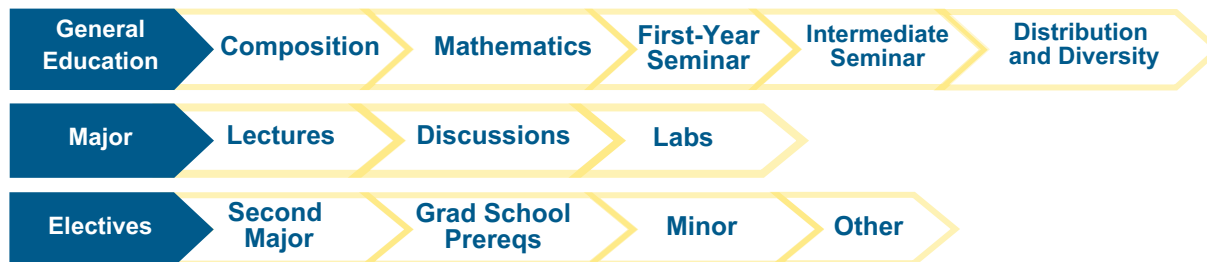 General
Education
Composition
Mathematics
First-Year
Seminar
Intermediate
Seminar
Distribution
and Diversity
Major
Lectures
Discussions
Labs
Electives
Second
Major
Grad School
Prereqs
Minor
Other